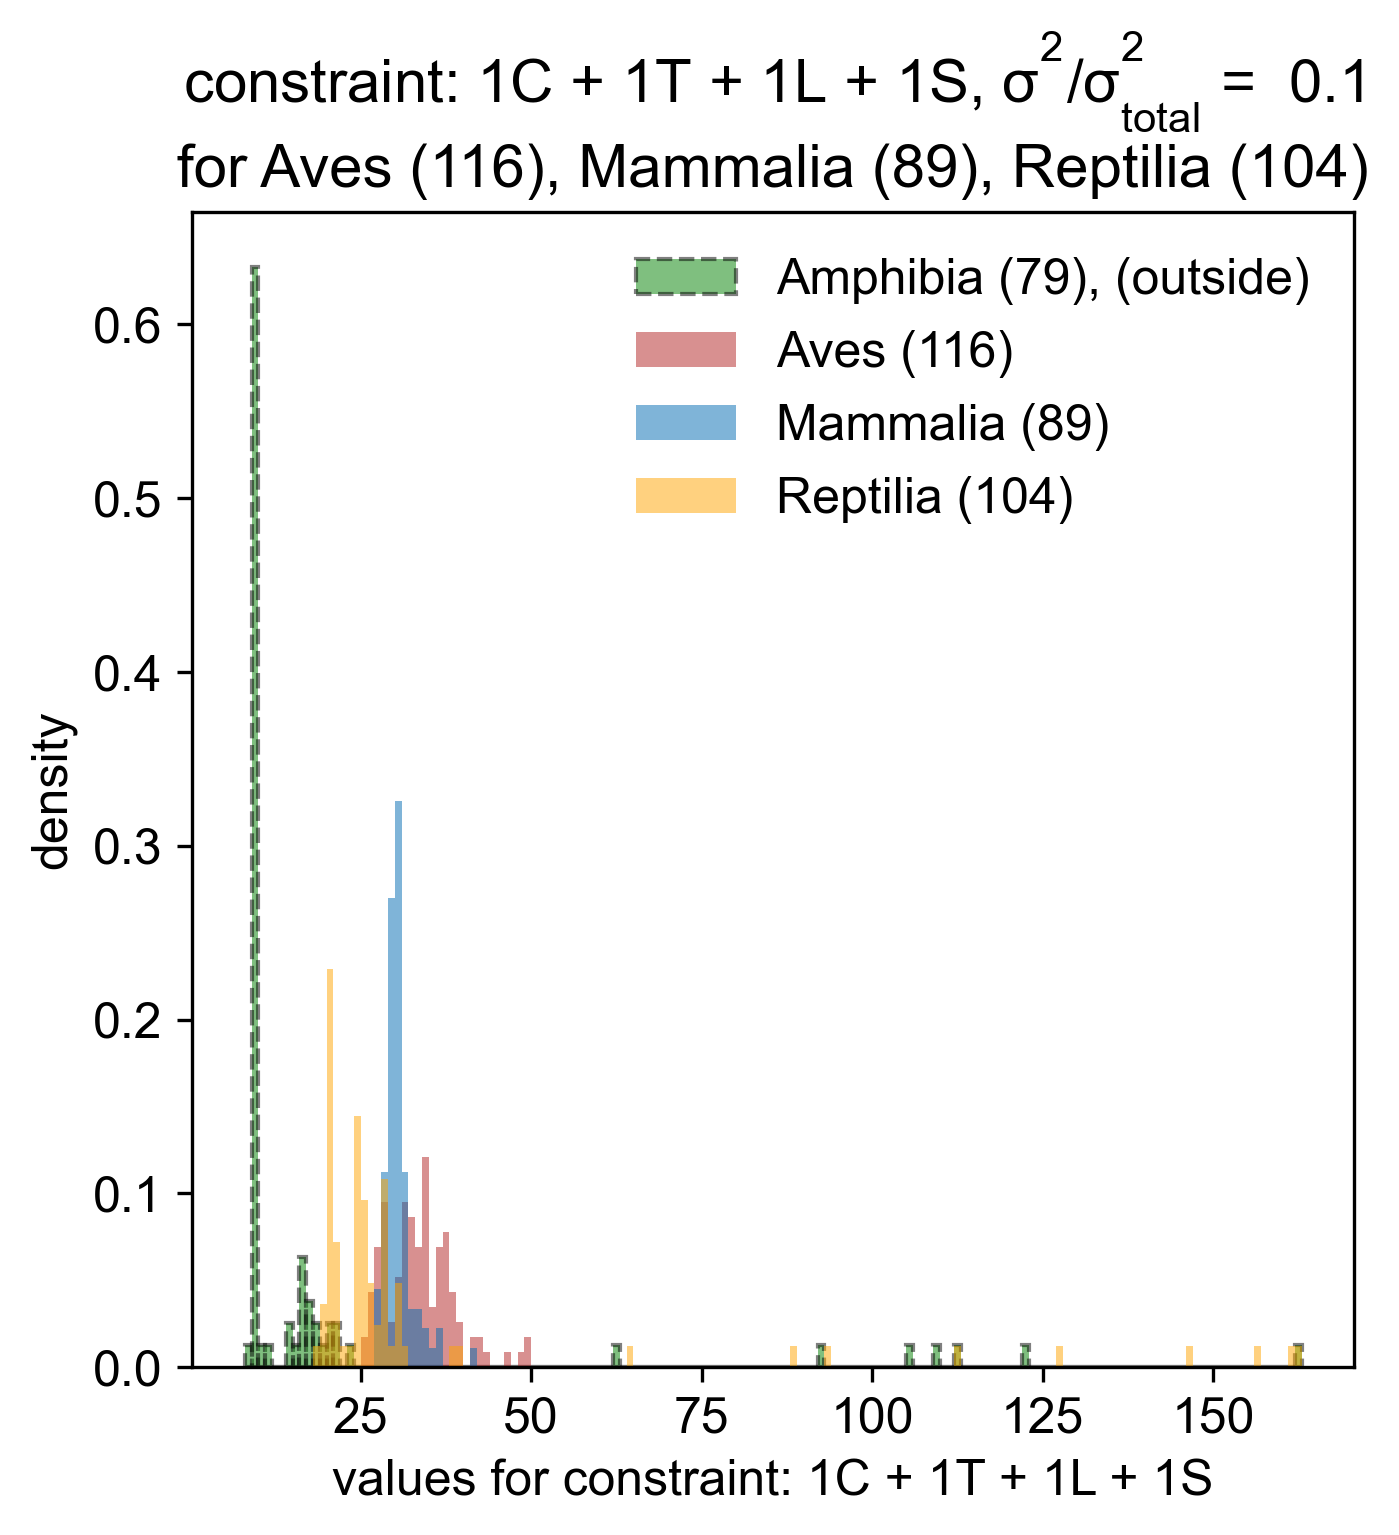 constraint: 1C + 1T + 1L + 1S, σ²/σ²total = 0.1
for Aves (116), Mammalia (89), Reptilia (104)
Amphibia (79), (outside)
Aves (116)
Mammalia (89)
Reptilia (104)
density
0.6
0.5
0.4
0.3
0.2
0.1
0.0
25 50 75 100 125 150
values for constraint: 1C + 1T + 1L + 1S